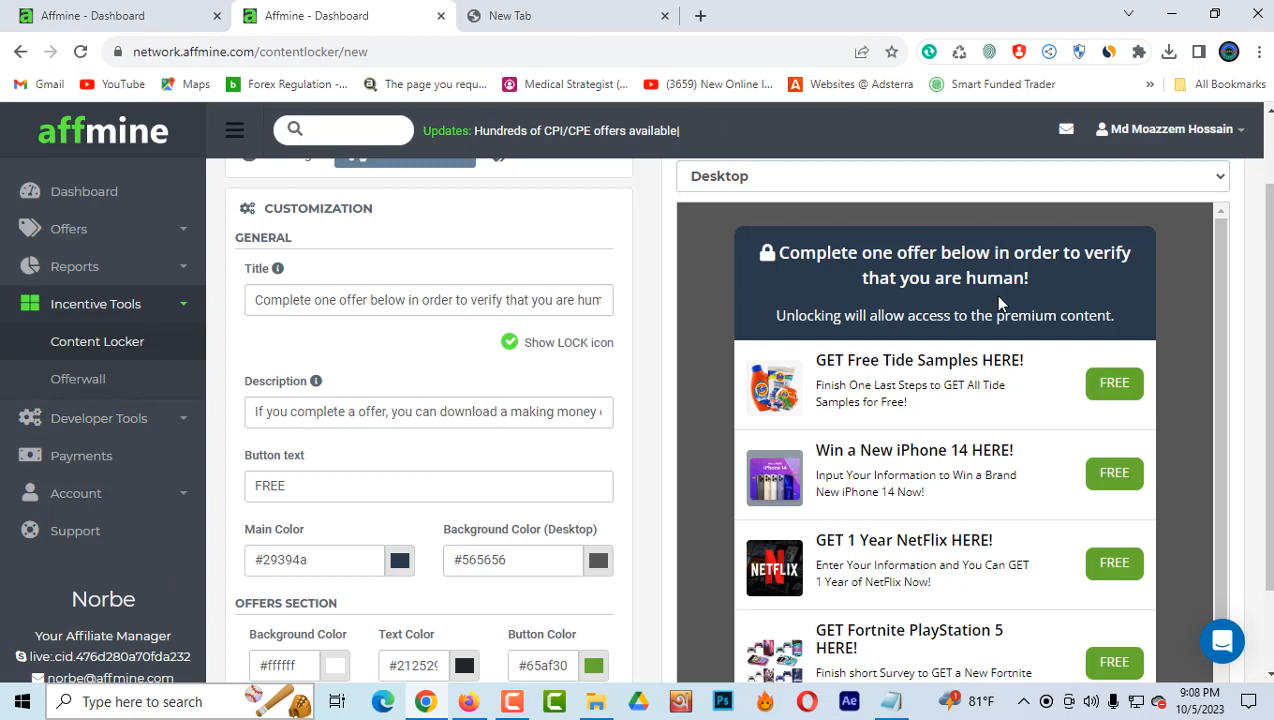 Affmine - Dashboard
Affmine - Dashboard
New Tab
network.affmine.com/contentlocker/new
Gmail
YouTube
Maps
Forex Regulation -...
The page you reque...
Medical Strategist (...
(3659) New Online I...
Websites @ Adsterra
Smart Funded Trader
»
All Bookmarks
affmine
Updates: Hundreds of CPI/CPE offers available|
Md Moazzem Hossain
Dashboard
Offers
Reports
Incentive Tools
Content Locker
Offerwall
Developer Tools
Payments
Account
Support
Norbe
Your Affiliate Manager
live:.cid.476d280a70fda232
norbe@affmine.com
CUSTOMIZATION
GENERAL
Title
Complete one offer below in order to verify that you are hum
Show LOCK icon
Description
If you complete a offer, you can download a making money
Button text
FREE
Main Color
Background Color (Desktop)
#29394a
#565656
OFFERS SECTION
Background Color
Text Color
Button Color
#ffffff
#212529
#65af30
Desktop
Complete one offer below in order to verify
that you are human!
Unlocking will allow access to the premium content.
GET Free Tide Samples HERE!
Finish One Last Steps to GET All Tide
Samples for Free!
FREE
Win a New iPhone 14 HERE!
Input Your Information to Win a Brand
New iPhone 14 Now!
FREE
NETFLIX
GET 1 Year NetFlix HERE!
Enter Your Information and You Can GET
1 Year of NetFlix Now!
FREE
GET Fortnite PlayStation 5
HERE!
Finish short Survey to GET a New Fortnite
FREE
Type here to search
Ps
Ae
81°F
9:08 PM
10/5/2023